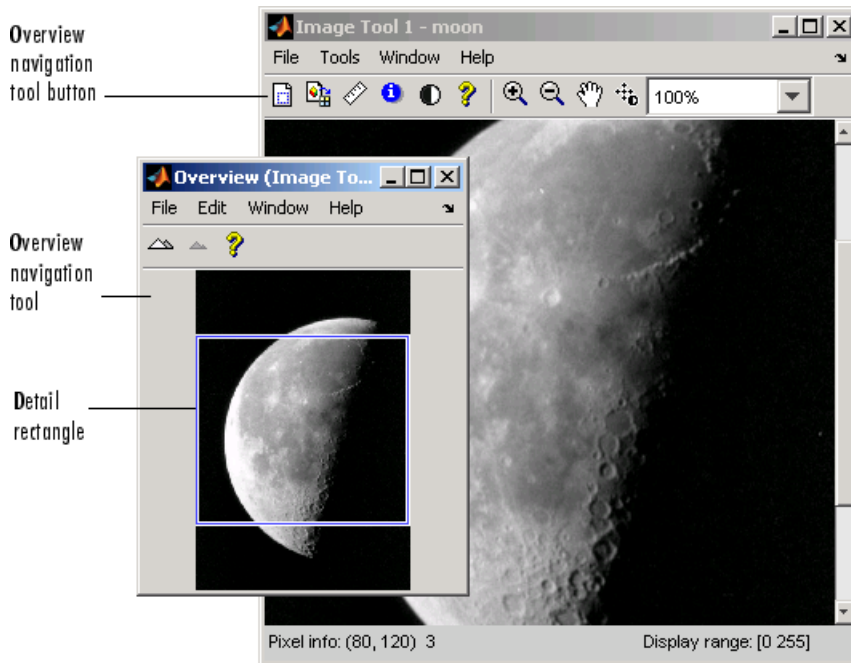 Overview
navigation
tool button
Image Tool 1 - moon
File Tools Window Help
100%
Overview (Image To...
File Edit Window Help
Overview
navigation
tool
Detail
rectangle
Pixel info: (80, 120) 3
Display range: [0 255]